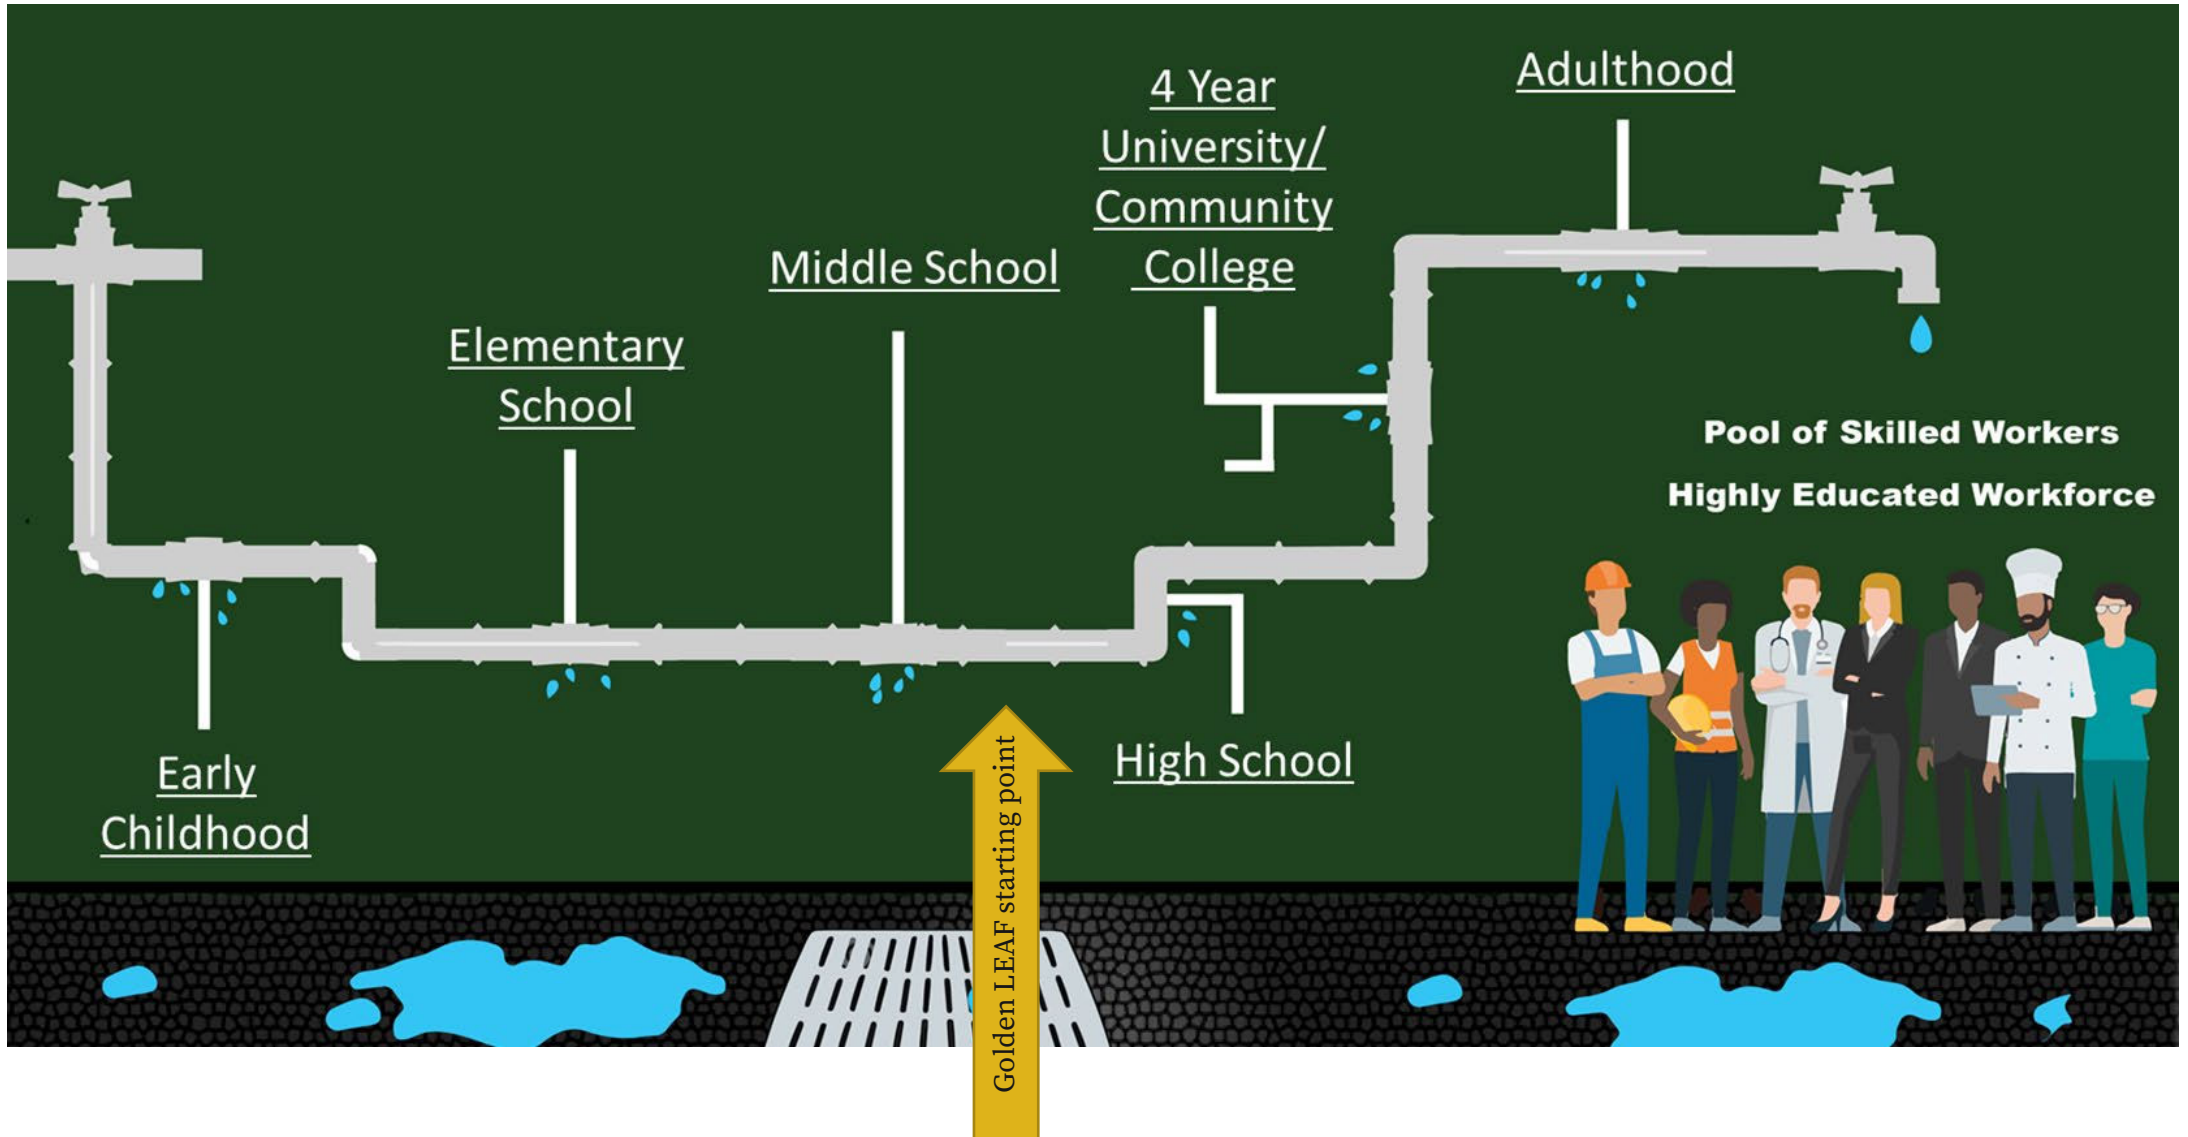 Early
Childhood
Elementary
School
Middle School
High School
4 Year
University/
Community
College
Adulthood
Pool of Skilled Workers
Highly Educated Workforce
Golden LEAF starting point